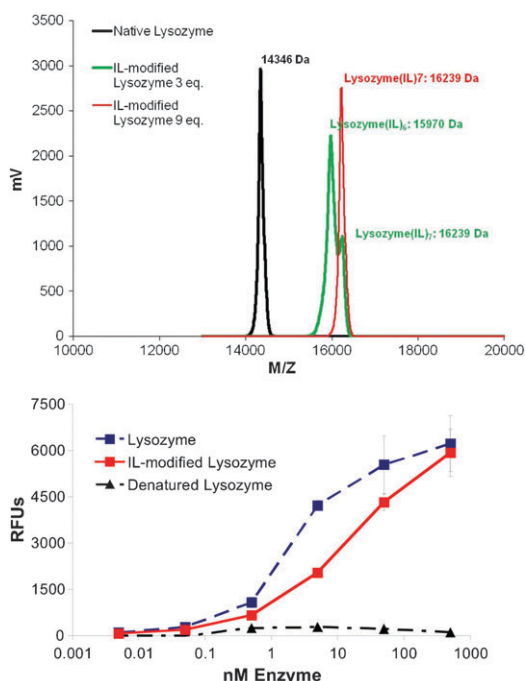 Native Lysozyme
IL-modified
Lysozyme 3 eq.
IL-modified
Lysozyme 9 eq.
14346 Da
Lysozyme(IL)7: 16239 Da
Lysozyme(IL)₆: 15970 Da
Lysozyme(IL)₇: 16239 Da
mV
3500
3000
2500
2000
1500
1000
500
0
10000 12000 14000 16000 18000 20000
M/Z
Lysozyme
IL-modified Lysozyme
Denatured Lysozyme
RFUs
7500
6000
4500
3000
1500
0
0.001 0.01 0.1 1 10 100 1000
nM Enzyme